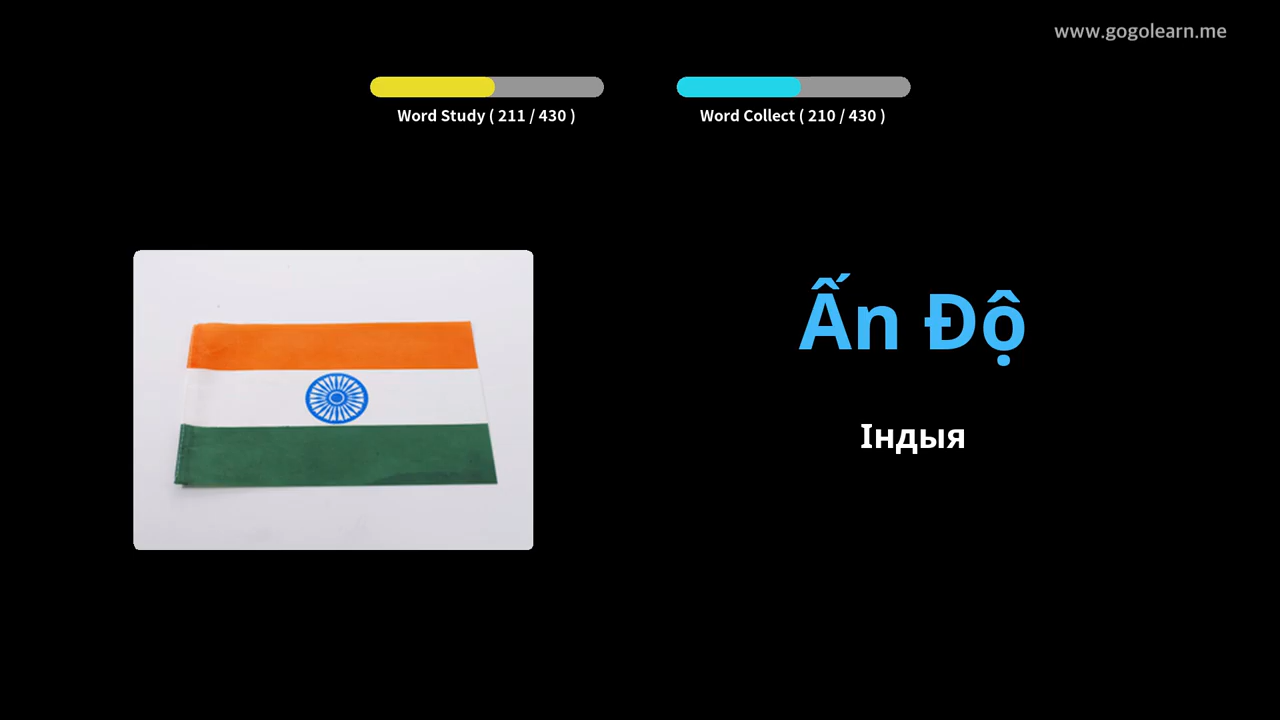 www.gogolearn.me
Word Study ( 211 / 430 )
Word Collect ( 210 / 430 )
Ấn Độ
Індыя